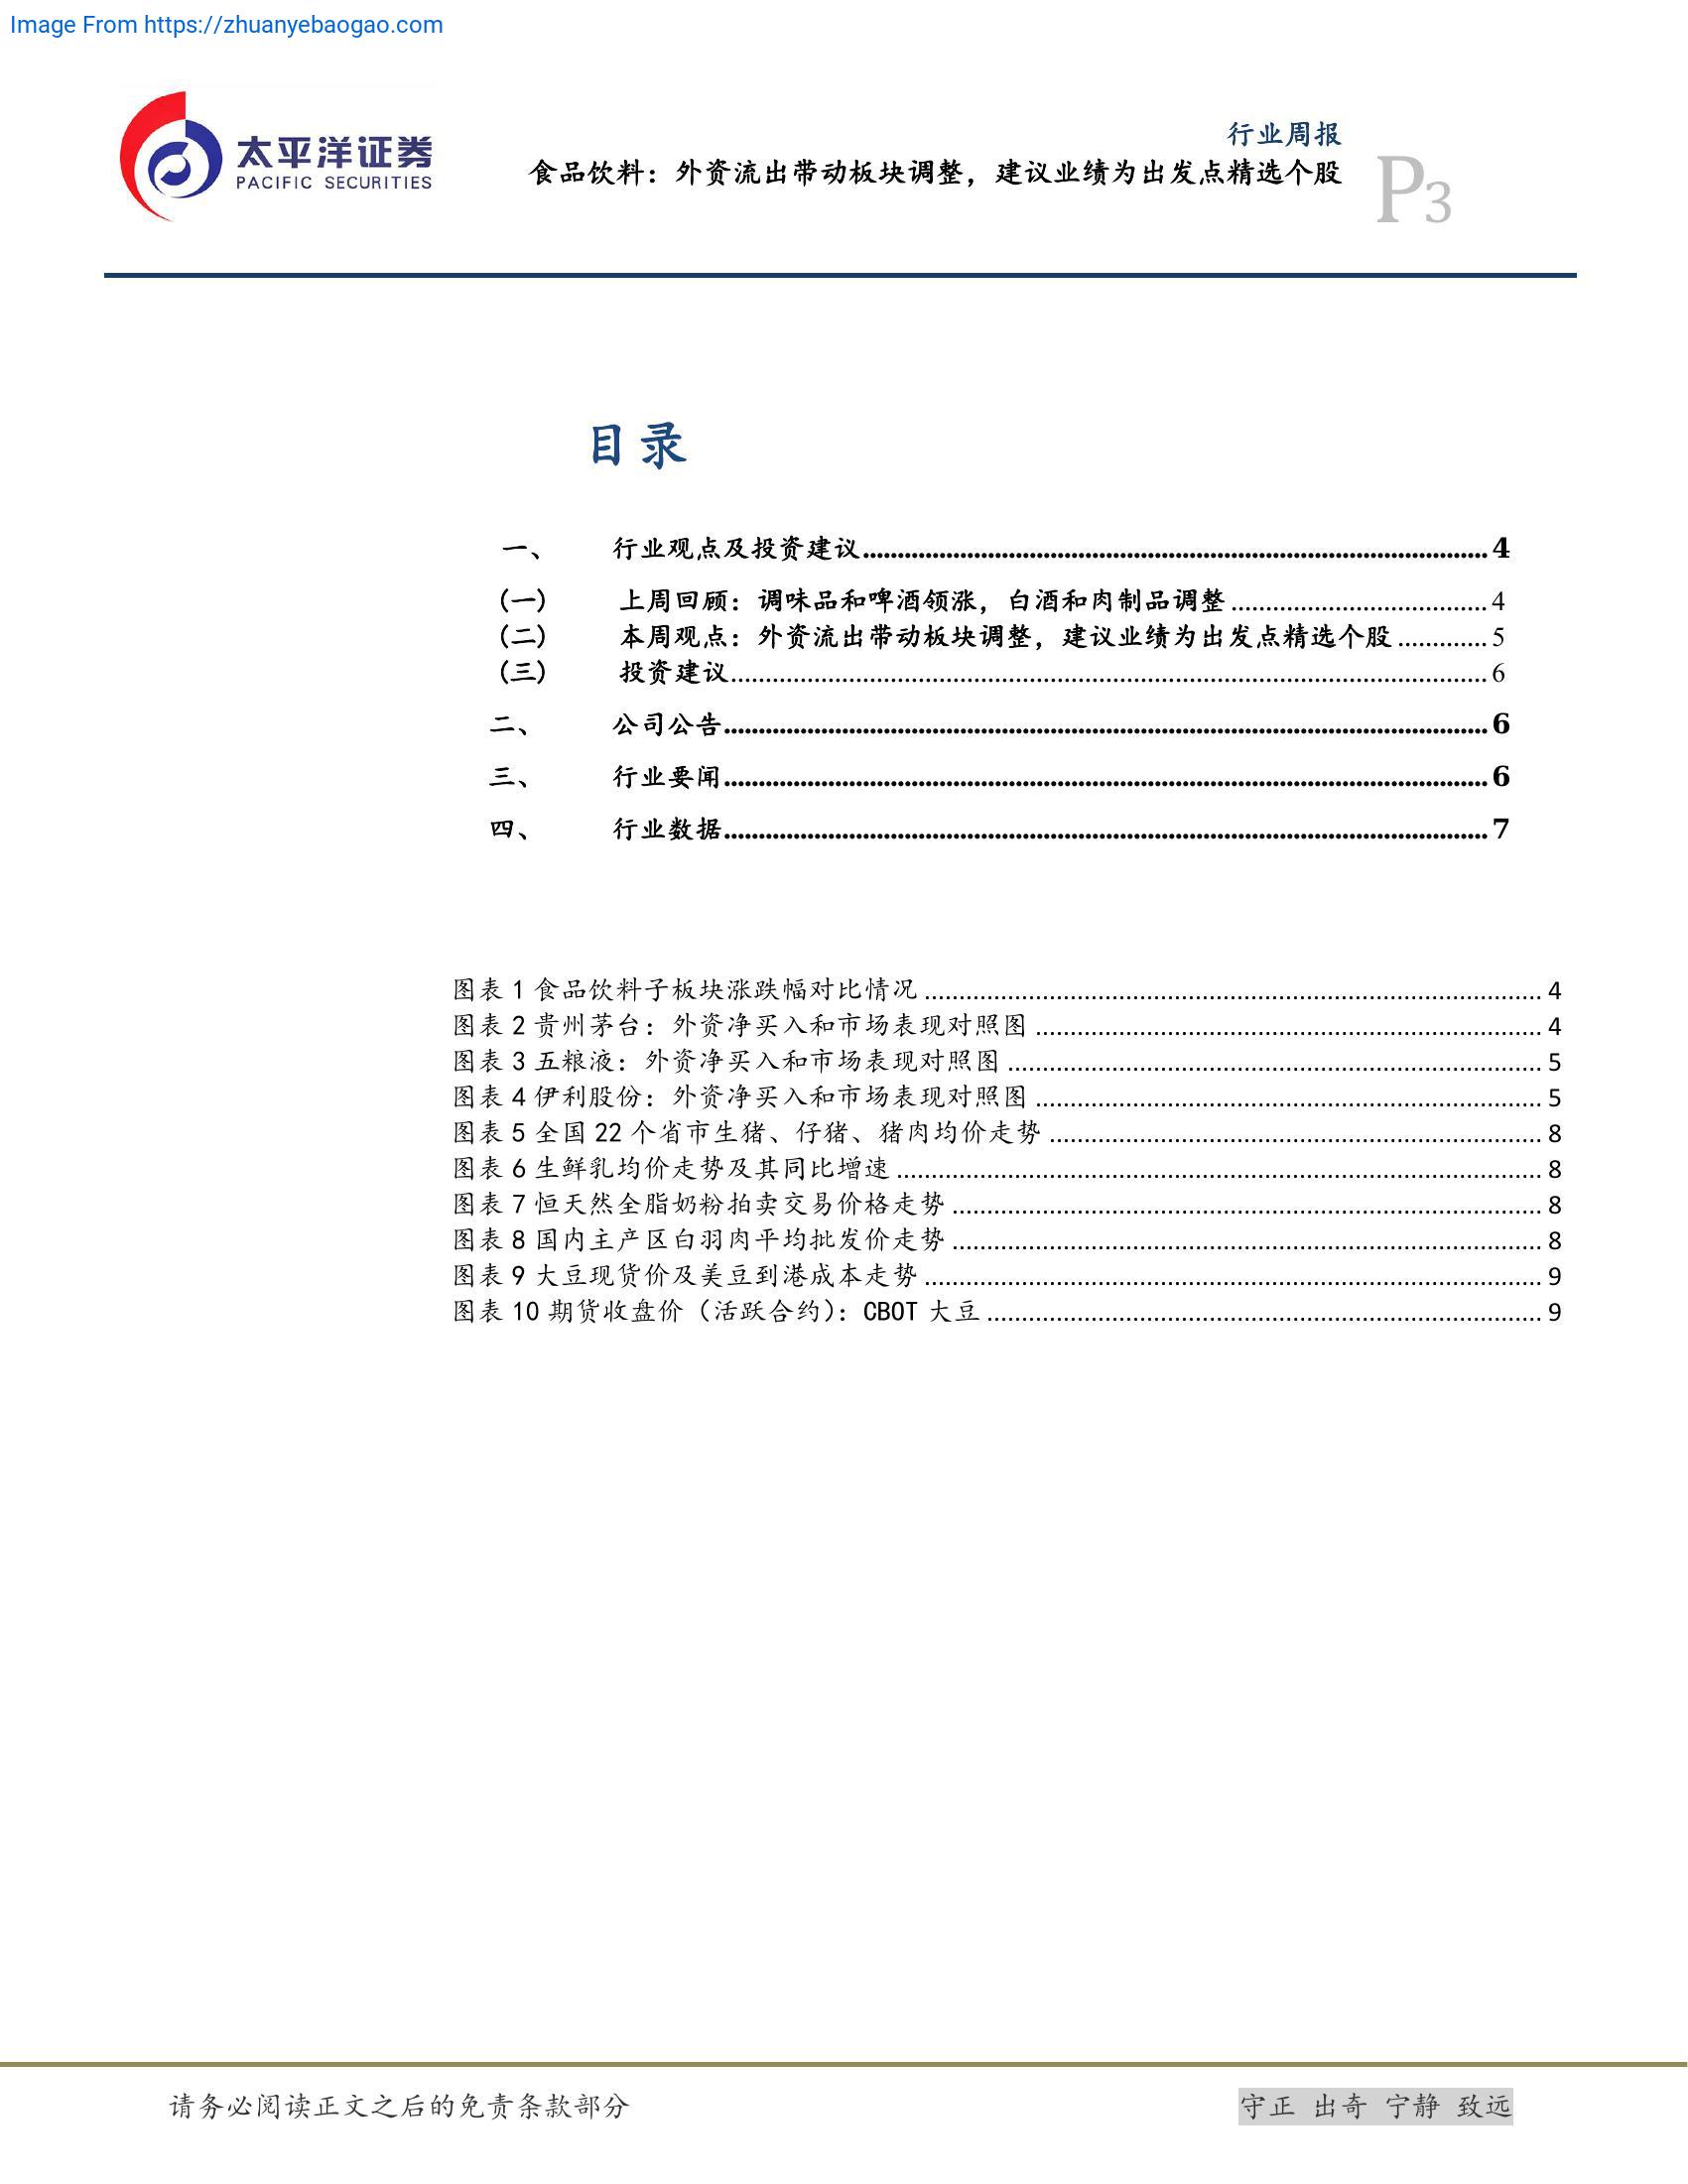 Image From https://zhuanyebaogao.com
太平洋证券
PACIFIC SECURITIES
行业周报
食品饮料：外资流出带动板块调整，建议业绩为出发点精选个股
P3
目录
一、 行业观点及投资建议 4
(一) 上周回顾：调味品和啤酒领涨，白酒和肉制品调整 4
(二) 本周观点：外资流出带动板块调整，建议业绩为出发点精选个股 5
(三) 投资建议 6
二、 公司公告 6
三、 行业要闻 6
四、 行业数据 7
图表 1 食品饮料子板块涨跌幅对比情况 4
图表 2 贵州茅台：外资净买入和市场表现对照图 4
图表 3 五粮液：外资净买入和市场表现对照图 5
图表 4 伊利股份：外资净买入和市场表现对照图 5
图表 5 全国 22 个省市生猪、仔猪、猪肉均价走势 8
图表 6 生鲜乳均价走势及其同比增速 8
图表 7 恒天然全脂奶粉拍卖交易价格走势 8
图表 8 国内主产区白羽肉平均批发价走势 8
图表 9 大豆现货价及美豆到港成本走势 9
图表 10 期货收盘价（活跃合约）：CBOT 大豆 9
请务必阅读正文之后的免责条款部分
守正 出奇 宁静 致远